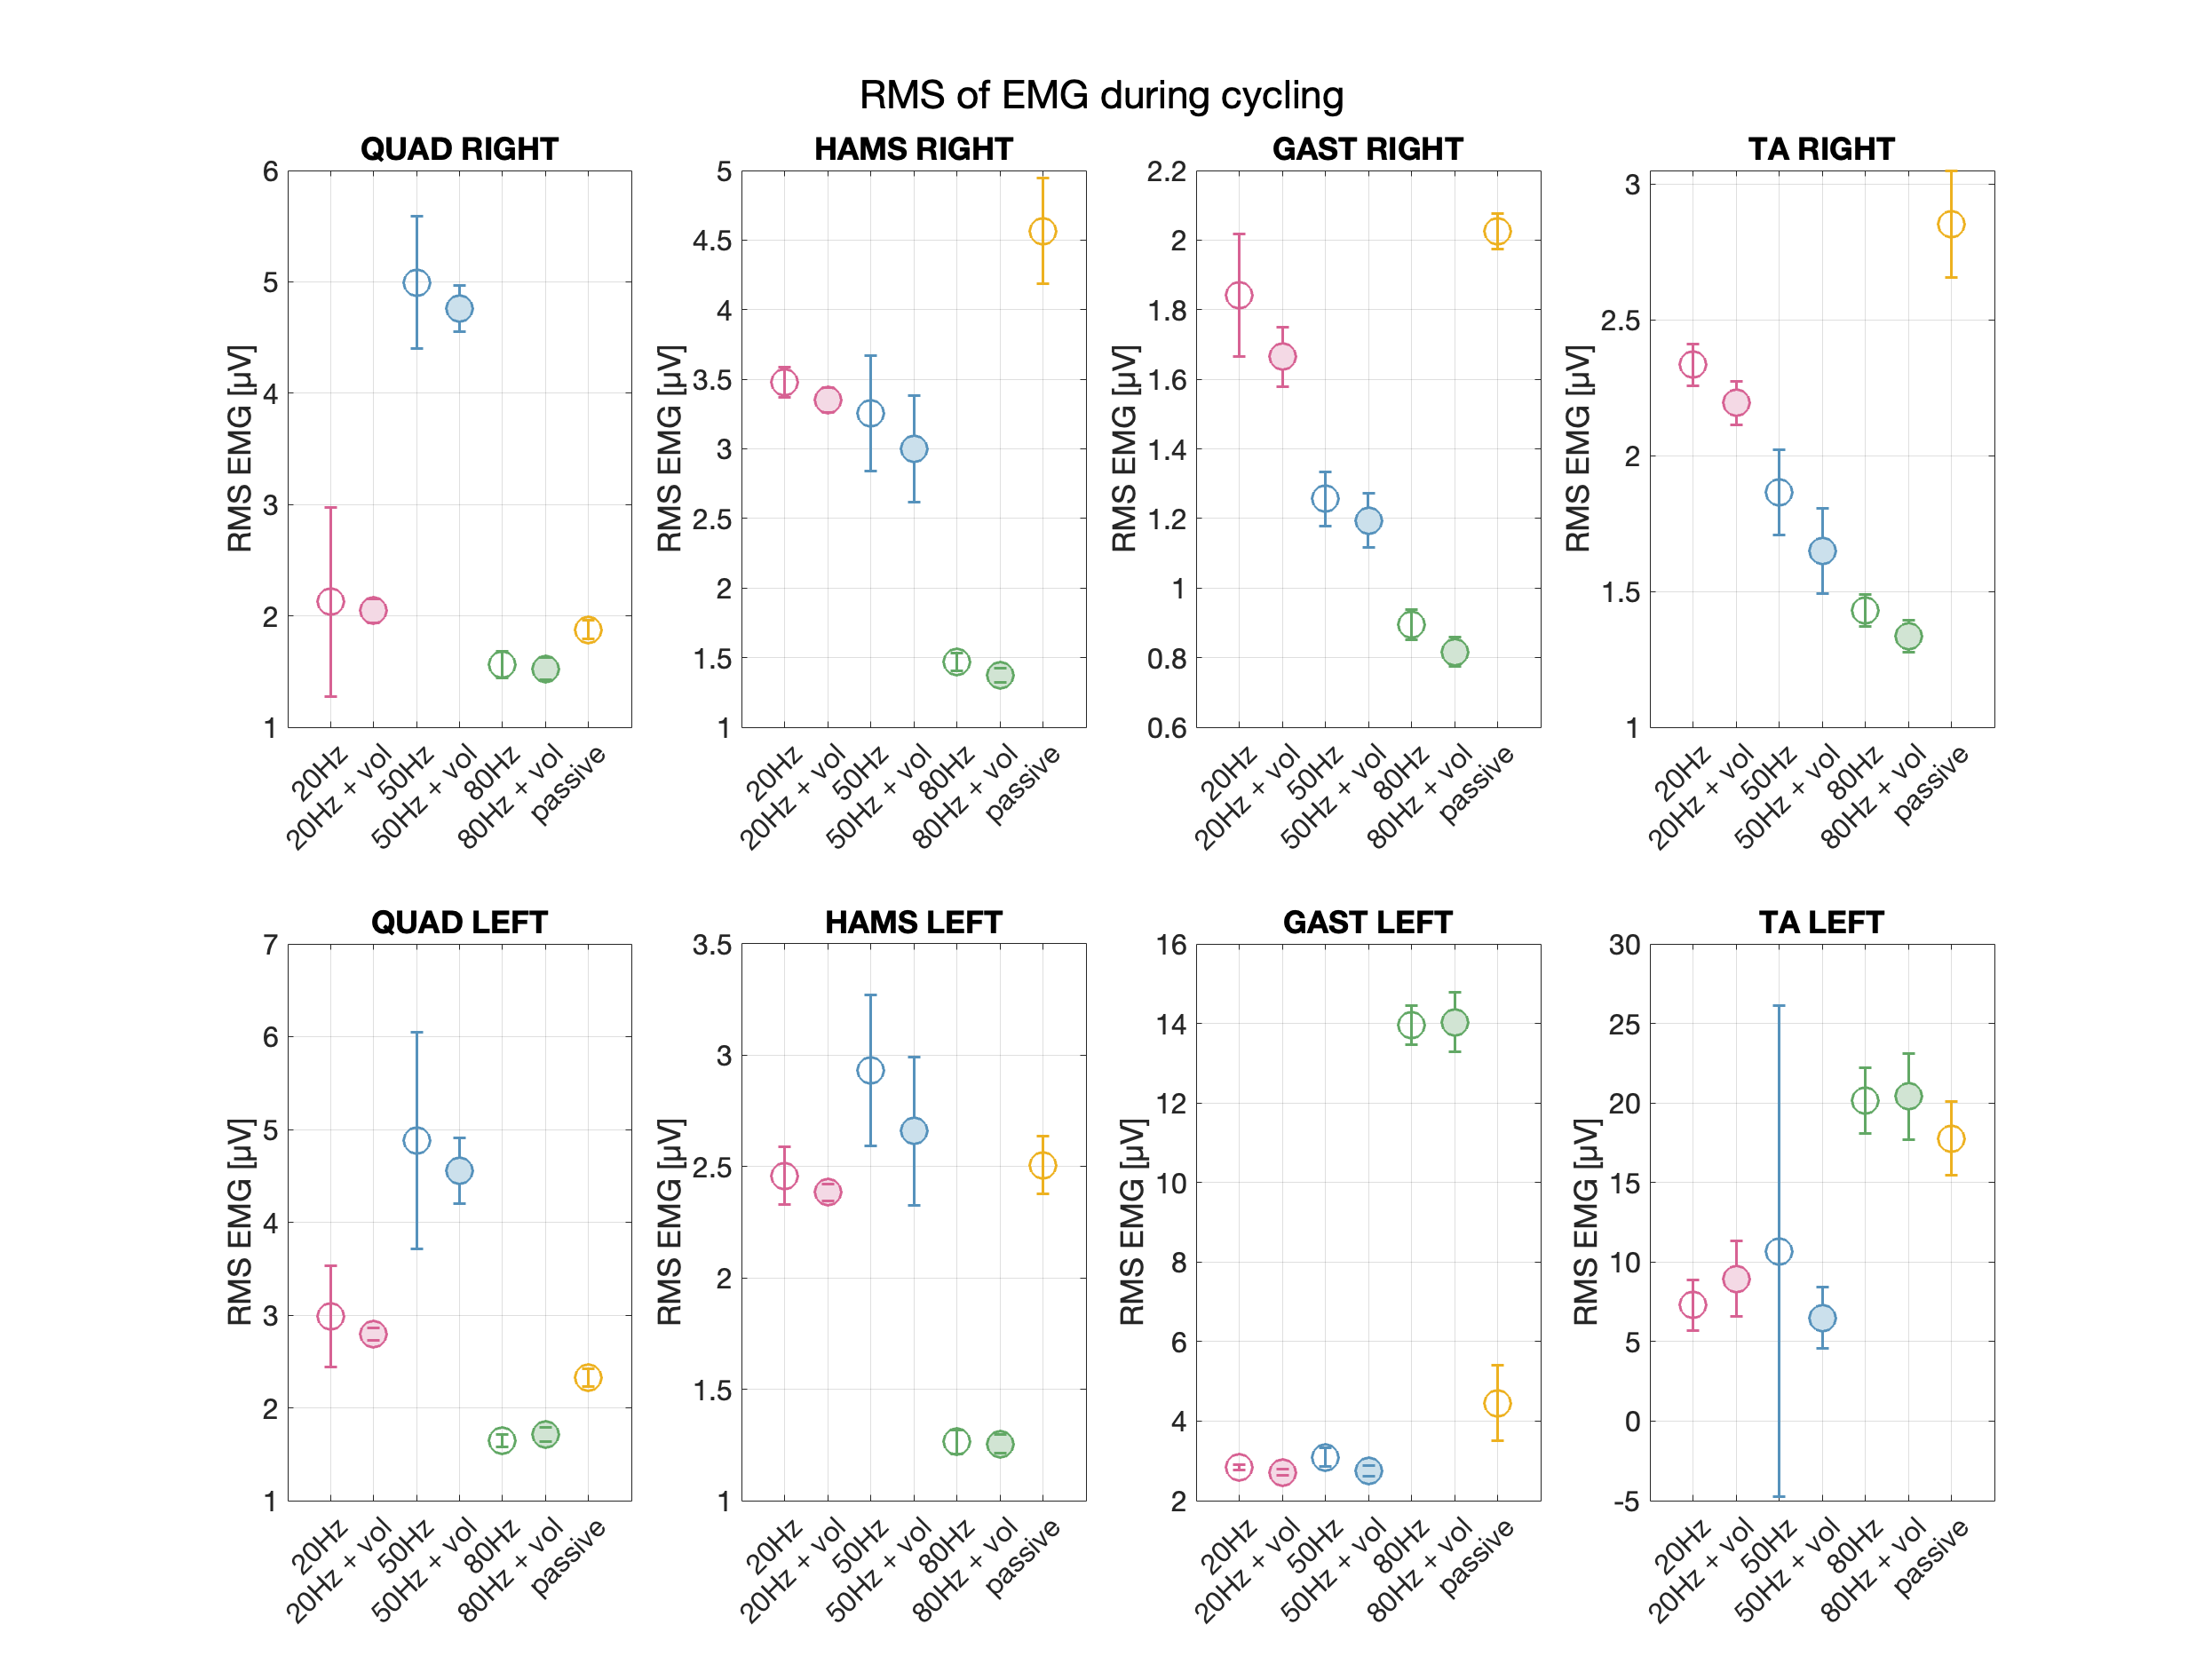 RMS of EMG during cycling
QUAD RIGHT
RMS EMG [µV]
6
5
4
3
2
1
20Hz
20Hz + vol
50Hz
50Hz + vol
80Hz
80Hz + vol
passive
HAMS RIGHT
RMS EMG [µV]
5
4.5
4
3.5
3
2.5
2
1.5
1
20Hz
20Hz + vol
50Hz
50Hz + vol
80Hz
80Hz + vol
passive
GAST RIGHT
RMS EMG [µV]
2.2
2
1.8
1.6
1.4
1.2
1
0.8
0.6
20Hz
20Hz + vol
50Hz
50Hz + vol
80Hz
80Hz + vol
passive
TA RIGHT
RMS EMG [µV]
3
2.5
2
1.5
1
20Hz
20Hz + vol
50Hz
50Hz + vol
80Hz
80Hz + vol
passive
QUAD LEFT
RMS EMG [µV]
7
6
5
4
3
2
1
20Hz
20Hz + vol
50Hz
50Hz + vol
80Hz
80Hz + vol
passive
HAMS LEFT
RMS EMG [µV]
3.5
3
2.5
2
1.5
1
20Hz
20Hz + vol
50Hz
50Hz + vol
80Hz
80Hz + vol
passive
GAST LEFT
RMS EMG [µV]
16
14
12
10
8
6
4
2
20Hz
20Hz + vol
50Hz
50Hz + vol
80Hz
80Hz + vol
passive
TA LEFT
RMS EMG [µV]
30
25
20
15
10
5
0
-5
20Hz
20Hz + vol
50Hz
50Hz + vol
80Hz
80Hz + vol
passive